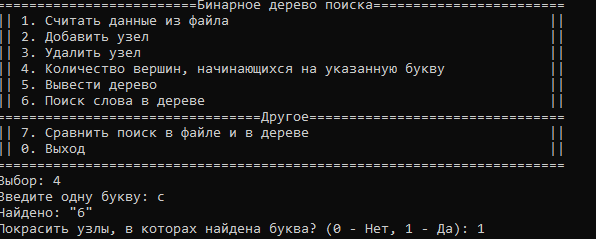 =========================Бинарное дерево поиска=========================
|| 1. Считать данные из файла ||
|| 2. Добавить узел ||
|| 3. Удалить узел ||
|| 4. Количество вершин, начинающихся на указанную букву ||
|| 5. Вывести дерево ||
|| 6. Поиск слова в дереве ||
=================================Другое=================================
|| 7. Сравнить поиск в файле и в дереве ||
|| 0. Выход ||
========================================================================
Выбор: 4
Введите одну букву: с
Найдено: "6"
Покрасить узлы, в которах найдена буква? (0 - Нет, 1 - Да): 1